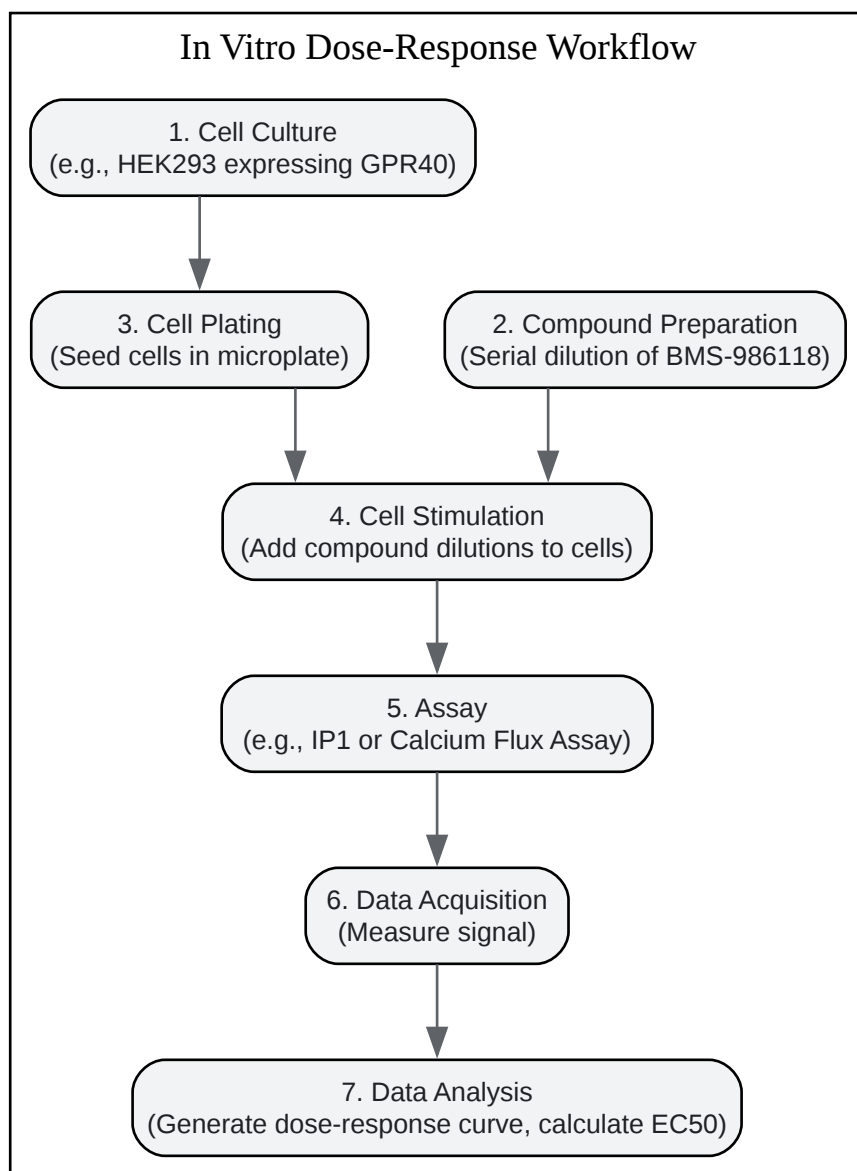 In Vitro Dose-Response Workflow
1. Cell Culture
(e.g., HEK293 expressing GPR40)
3. Cell Plating
(Seed cells in microplate)
2. Compound Preparation
(Serial dilution of BMS-986118)
4. Cell Stimulation
(Add compound dilutions to cells)
5. Assay
(e.g., IP1 or Calcium Flux Assay)
6. Data Acquisition
(Measure signal)
7. Data Analysis
(Generate dose-response curve, calculate EC50)